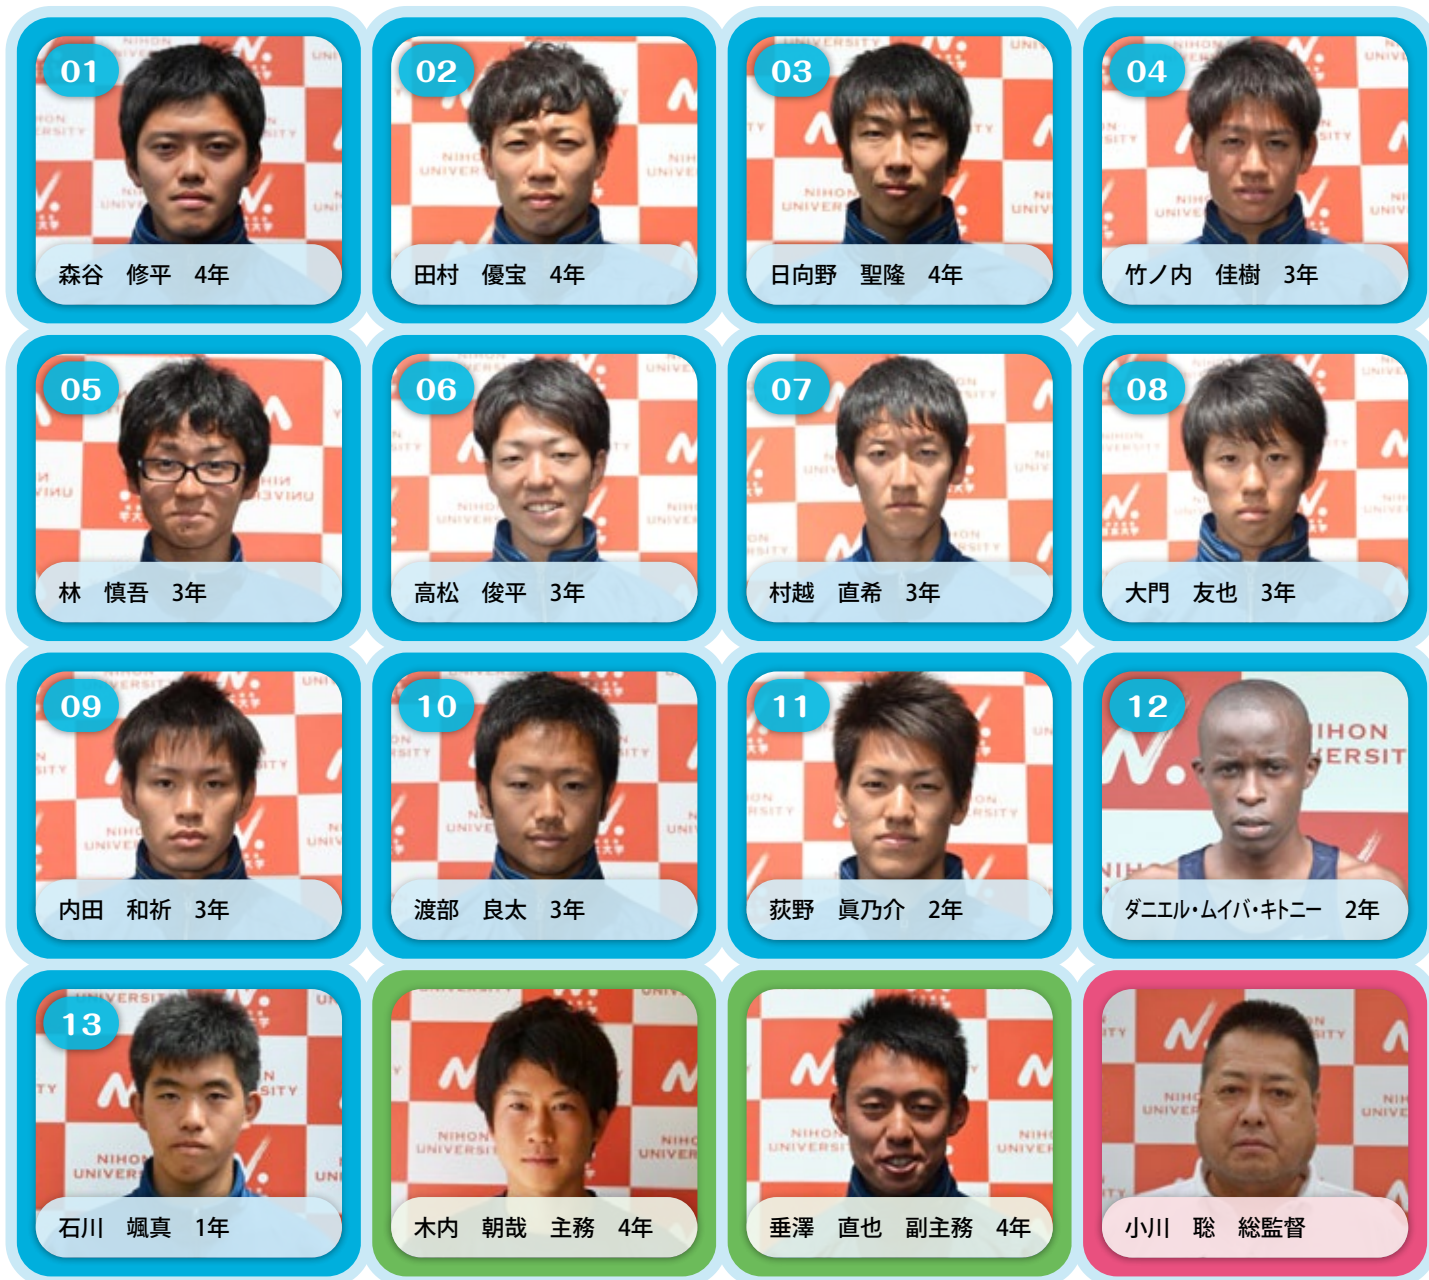 01
森谷 修平 4年
02
田村 優宝 4年
03
日向野 聖隆 4年
04
竹ノ内 佳樹 3年
05
林 慎吾 3年
06
高松 俊平 3年
07
村越 直希 3年
08
大門 友也 3年
09
内田 和祈 3年
10
渡部 良太 3年
11
荻野 眞乃介 2年
12
NIHON
ダニエル・ムイバ・キトニー 2年
13
NIHON
UNIVERSITY
石川 颯真 1年
木内 朝哉 主務 4年
垂澤 直也 副主務 4年
小川 聡 総監督